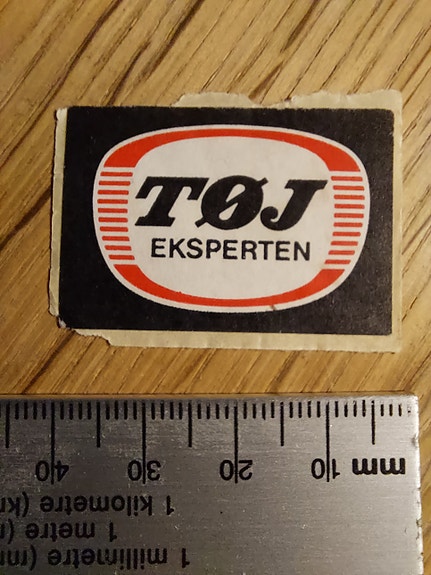 TØJ
EKSPERTEN
mm 10 20 30 40
1 millimetre (m
1 metre (
1 kilometre (k